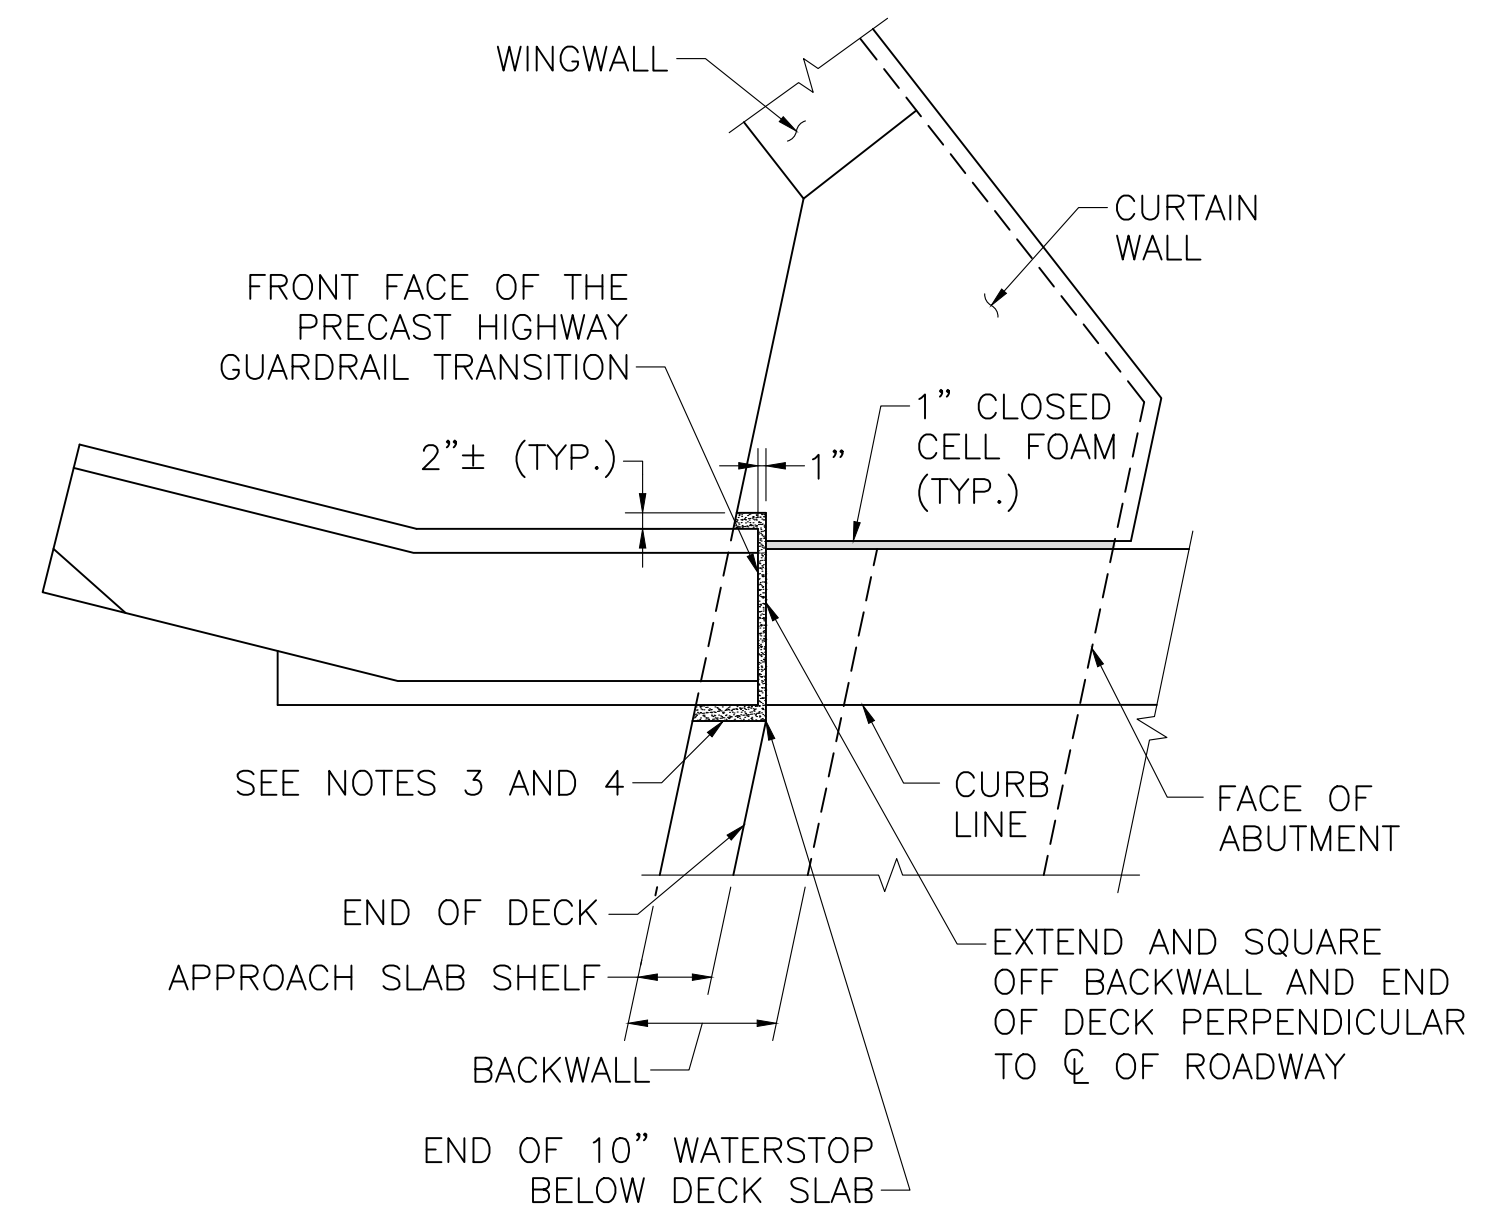 WINGWALL
CURTAIN
WALL
FRONT FACE OF THE
PRECAST HIGHWAY
GUARDRAIL TRANSITION
1" CLOSED
CELL FOAM
(TYP.)
2"± (TYP.)
1"
SEE NOTES 3 AND 4
CURB
LINE
FACE OF
ABUTMENT
END OF DECK
APPROACH SLAB SHELF
BACKWALL
EXTEND AND SQUARE
OFF BACKWALL AND END
OF DECK PERPENDICULAR
TO ℄ OF ROADWAY
END OF 10" WATERSTOP
BELOW DECK SLAB